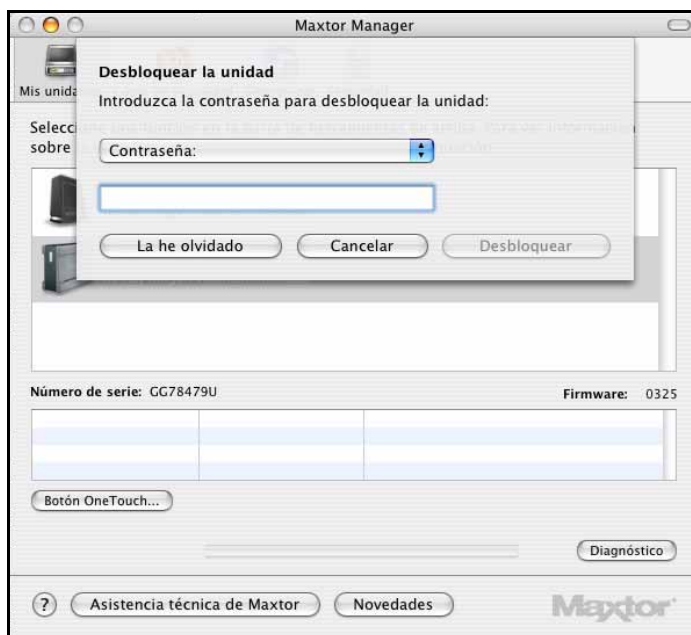 Maxtor Manager
Desbloquear la unidad
Introduzca la contraseña para desbloquear la unidad:
Mis unida
Selecc
sobre
Contraseña:
La he olvidado Cancelar Desbloquear
Número de serie: GG78479U Firmware: 0325
Botón OneTouch...
Diagnóstico
? Asistencia técnica de Maxtor Novedades Maxtor